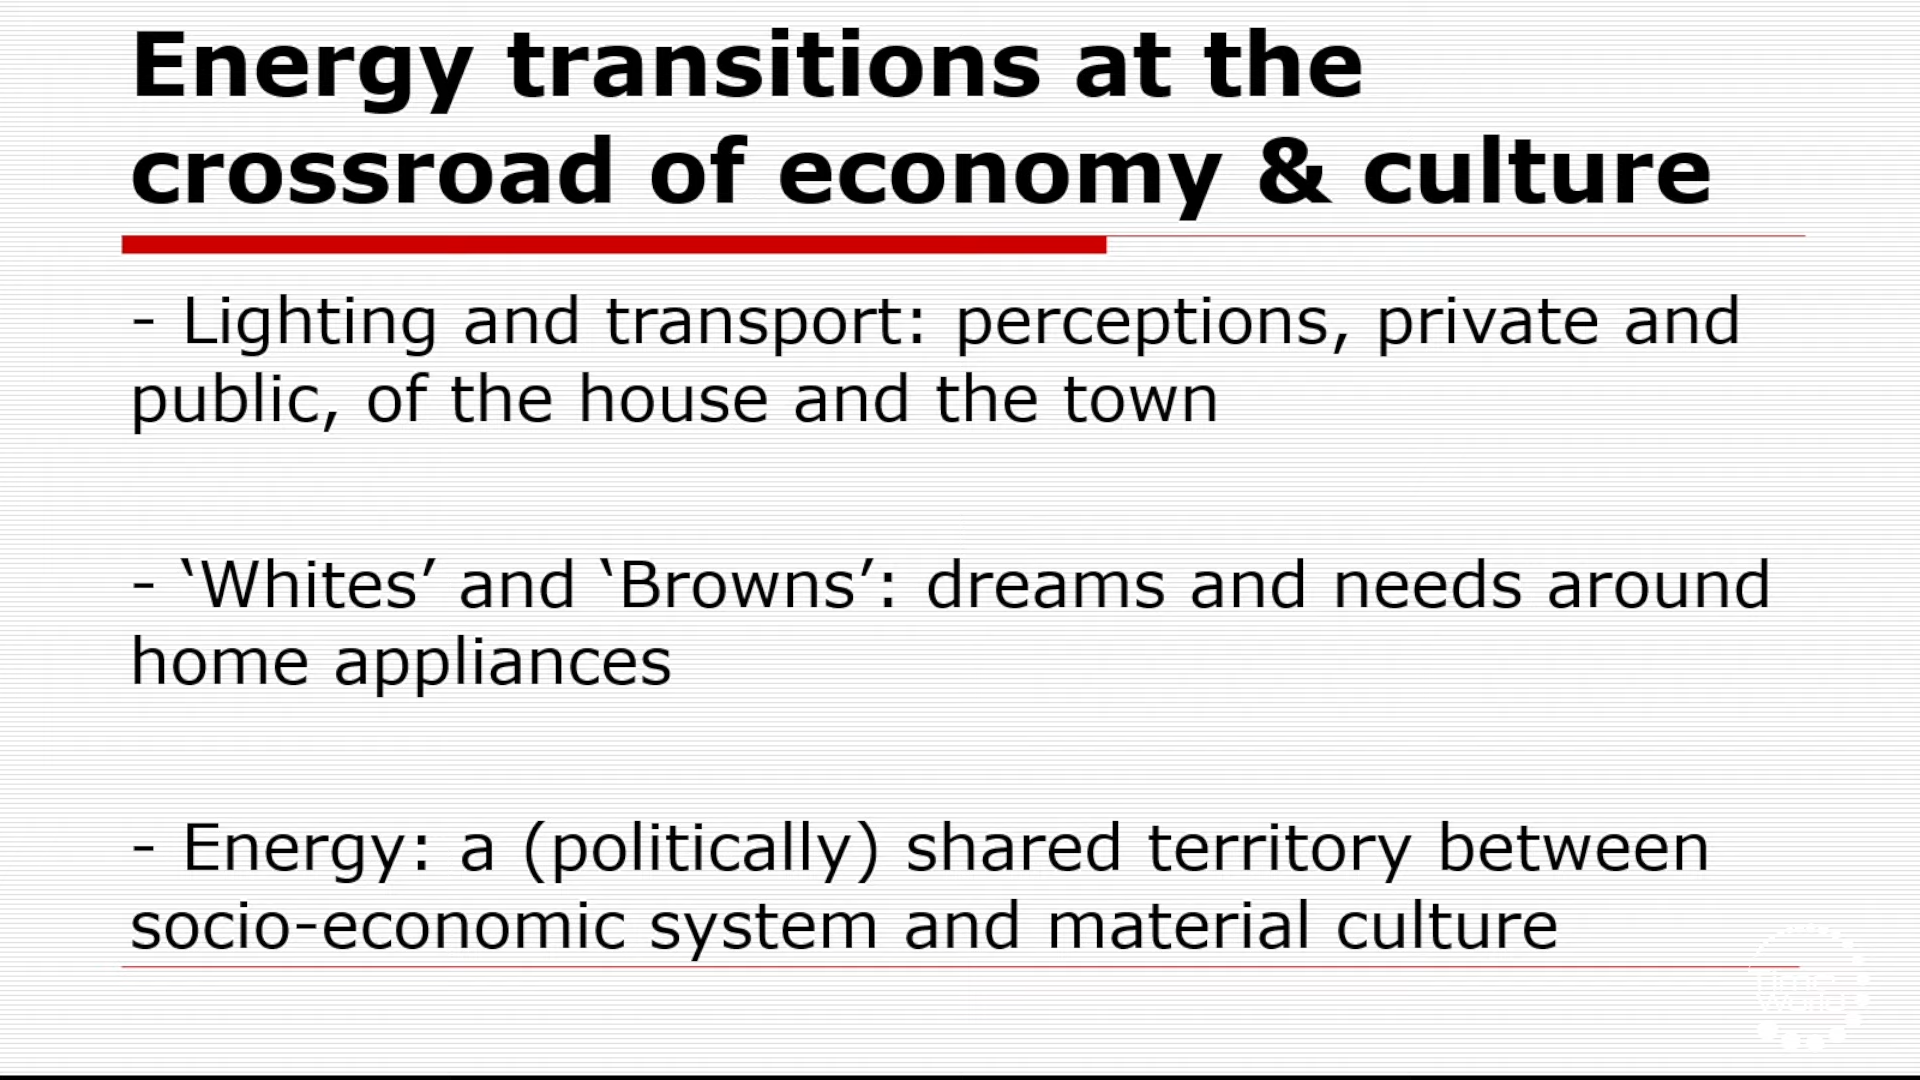 Energy transitions at the
crossroad of economy & culture
- Lighting and transport: perceptions, private and
public, of the house and the town
- ‘Whites’ and ‘Browns’: dreams and needs around
home appliances
- Energy: a (politically) shared territory between
socio-economic system and material culture